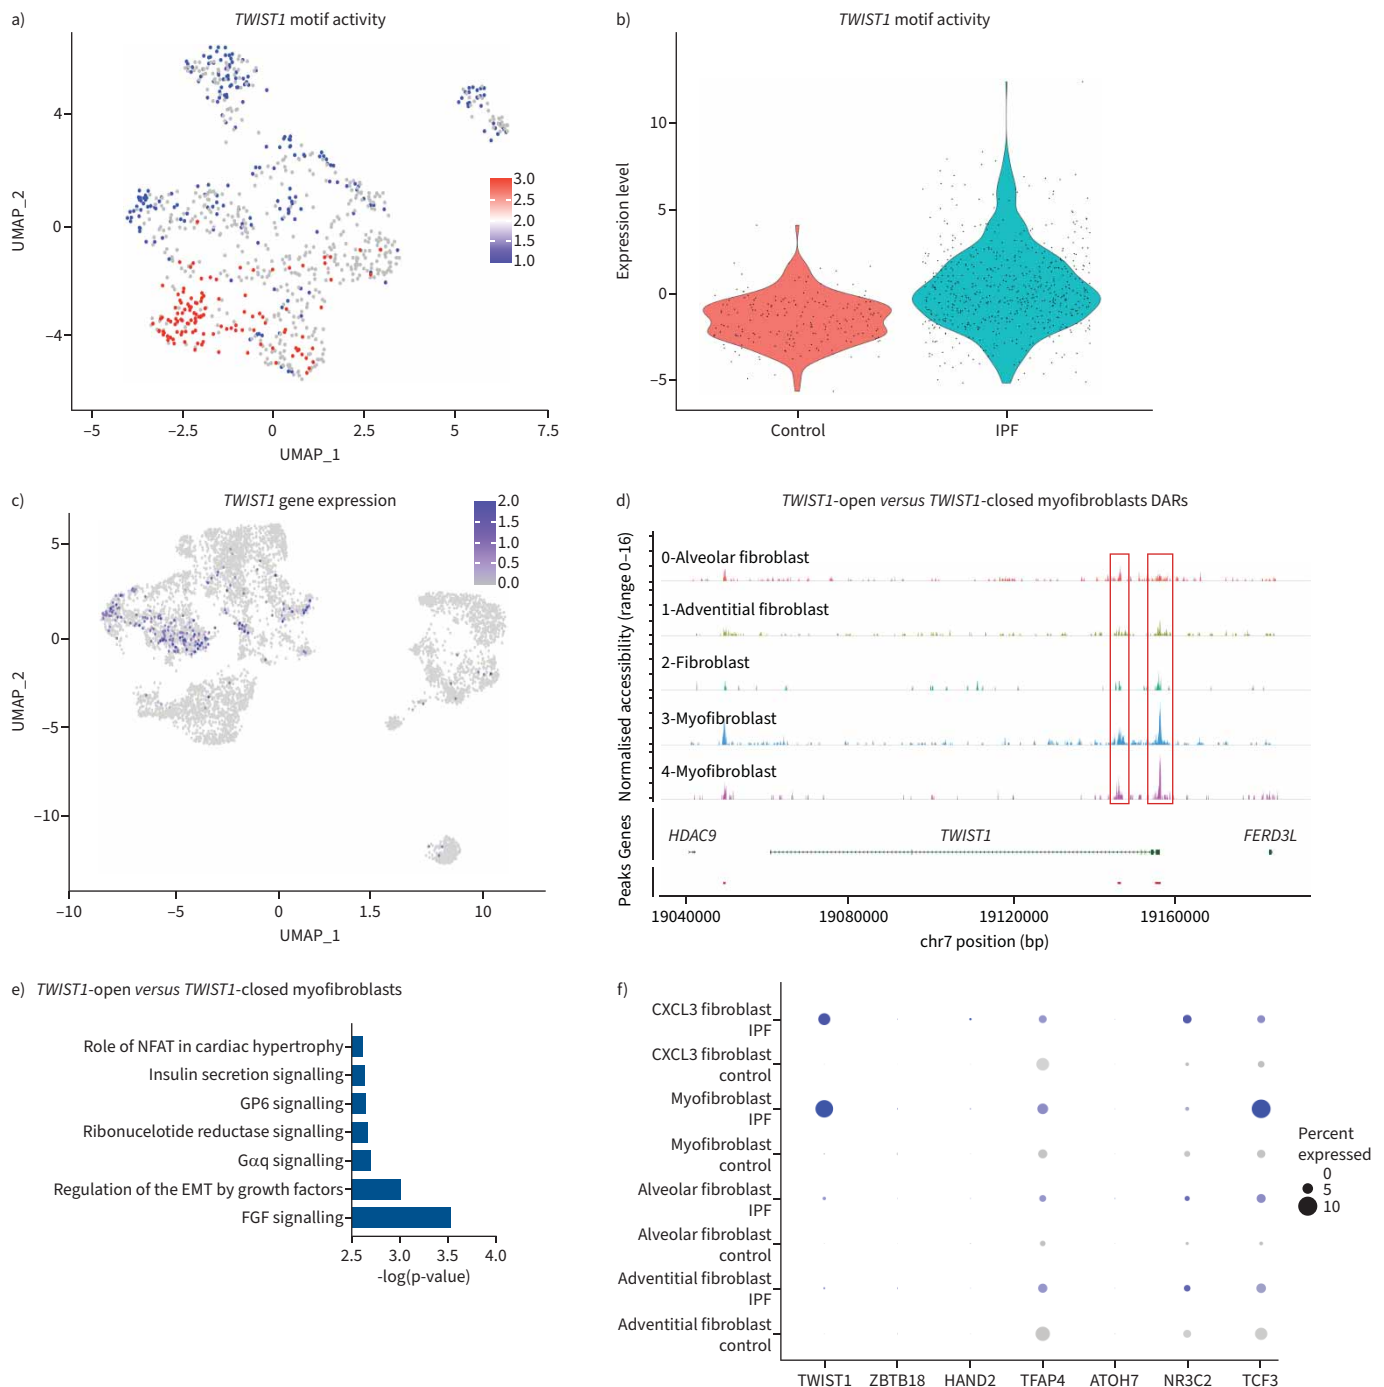 a) TWIST1 motif activity
UMAP_2
4
0
−4
3.0
2.5
2.0
1.5
1.0
−5 −2.5 0 2.5 5 7.5
UMAP_1
b) TWIST1 motif activity
Expression level
10
5
0
−5
Control IPF
c) TWIST1 gene expression
UMAP_2
5
0
−5
−10
2.0
1.5
1.0
0.5
0.0
−10 −5 0 1.5 10
UMAP_1
d) TWIST1-open versus TWIST1-closed myofibroblasts DARs
Normalised accessibility (range 0–16)
0-Alveolar fibroblast
1-Adventitial fibroblast
2-Fibroblast
3-Myofibroblast
4-Myofibroblast
Genes
HDAC9 TWIST1 FERD3L
Peaks
19040000 19080000 19120000 19160000
chr7 position (bp)
e) TWIST1-open versus TWIST1-closed myofibroblasts
Role of NFAT in cardiac hypertrophy
Insulin secretion signalling
GP6 signalling
Ribonucelotide reductase signalling
Gαq signalling
Regulation of the EMT by growth factors
FGF signalling
2.5 3.0 3.5 4.0
-log(p-value)
f)
CXCL3 fibroblast
IPF
CXCL3 fibroblast
control
Myofibroblast
IPF
Myofibroblast
control
Alveolar fibroblast
IPF
Alveolar fibroblast
control
Adventitial fibroblast
IPF
Adventitial fibroblast
control
TWIST1 ZBTB18 HAND2 TFAP4 ATOH7 NR3C2 TCF3
Percent
expressed
0
5
10